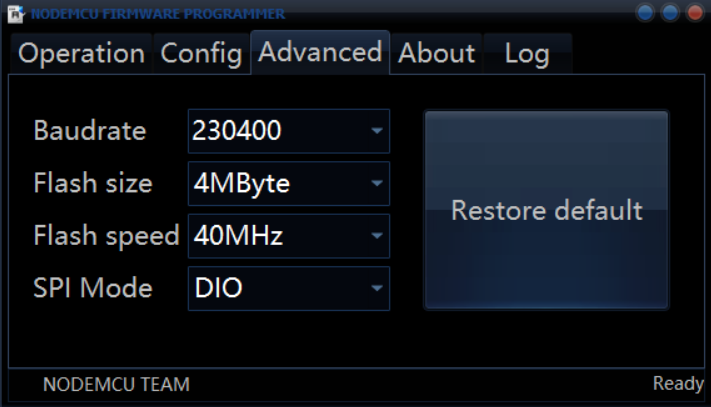 NODEMCU FIRMWARE PROGRAMMER
Operation Config Advanced About Log
Baudrate 230400
Flash size 4MByte
Flash speed 40MHz
SPI Mode DIO
Restore default
NODEMCU TEAM Ready